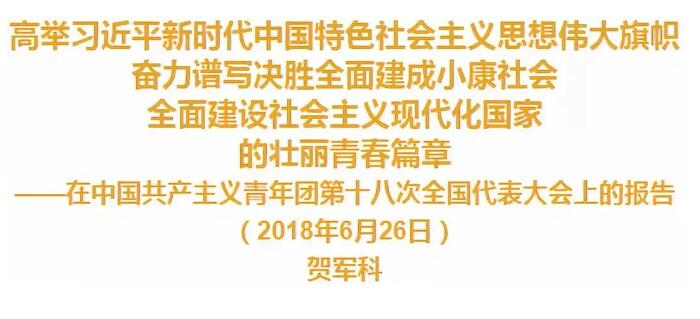 高举习近平新时代中国特色社会主义思想伟大旗帜
奋力谱写决胜全面建成小康社会
全面建设社会主义现代化国家
的壮丽青春篇章
——在中国共产主义青年团第十八次全国代表大会上的报告
（2018年6月26日）
贺军科